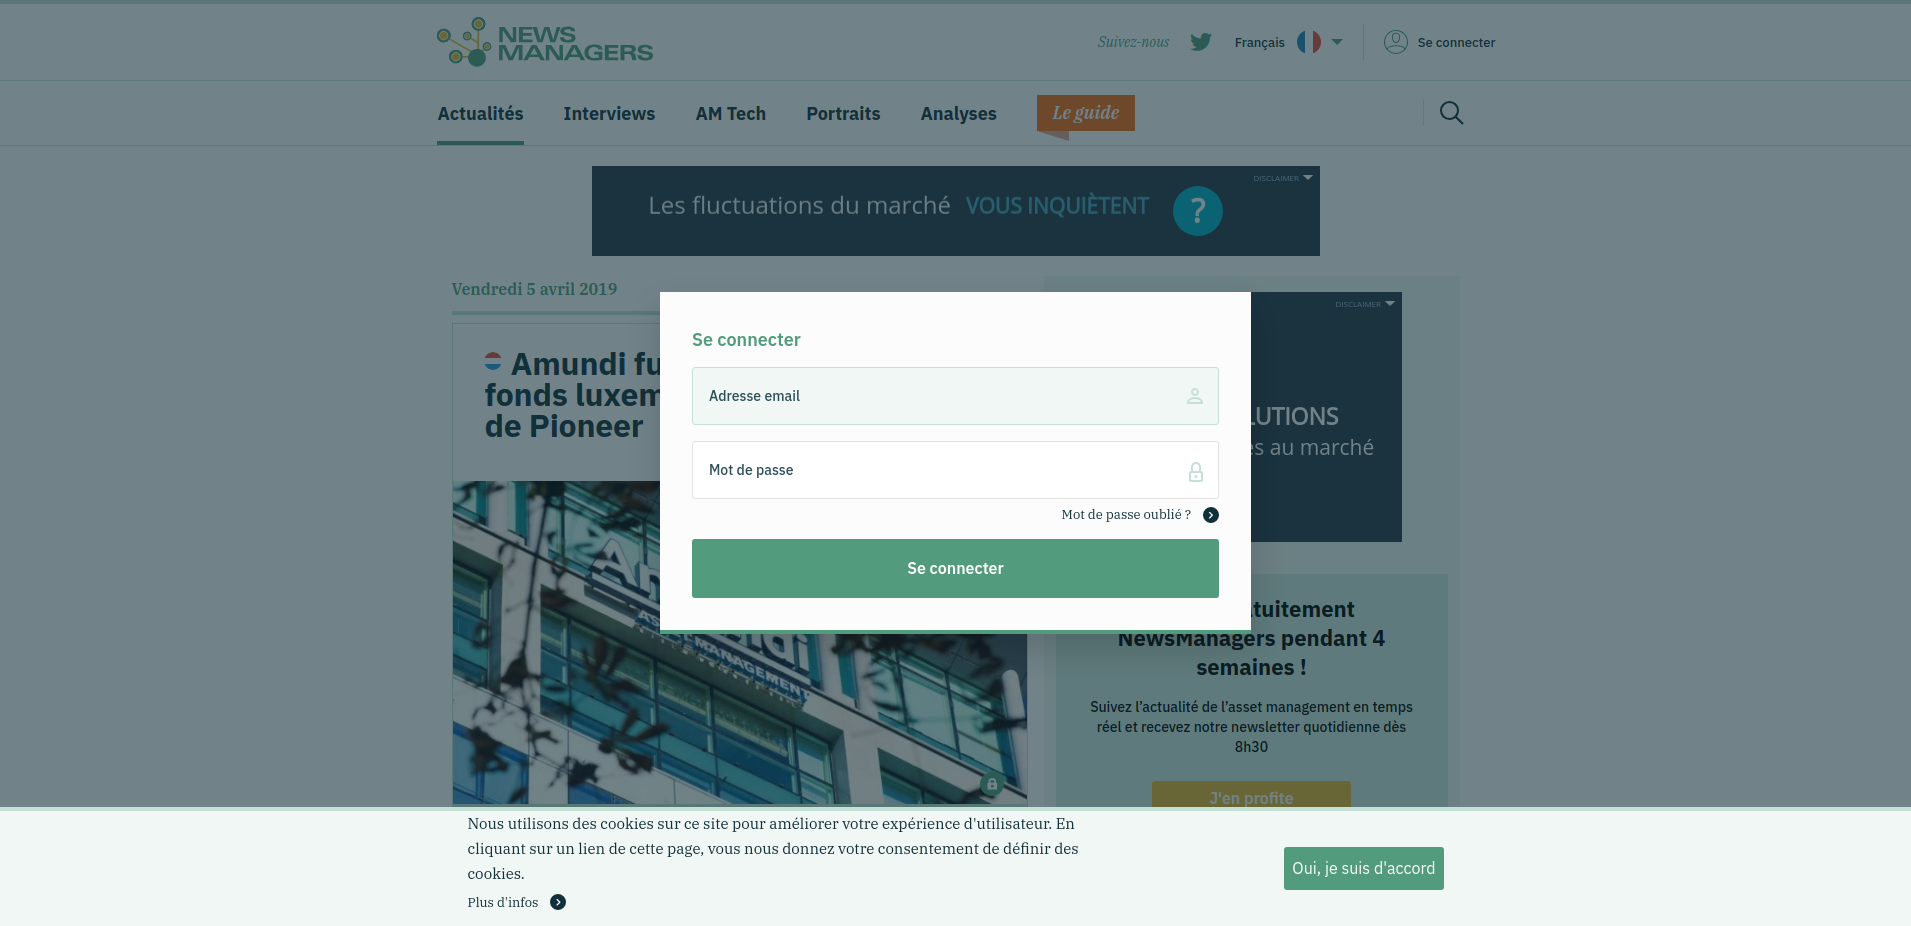 NEWS
MANAGERS
Suivez-nous
Français
Se connecter
Actualités
Interviews
AM Tech
Portraits
Analyses
Le guide
DISCLAIMER
Les fluctuations du marché VOUS INQUIÈTENT ?
Vendredi 5 avril 2019
DISCLAIMER
Amundi fu
fonds luxem
de Pioneer
LUTIONS
es au marché
Se connecter
Adresse email
Mot de passe
Mot de passe oublié ?
Se connecter
ASSET MANAGEMENT
tuitement
NewsManagers pendant 4
semaines !
Suivez l'actualité de l'asset management en temps
réel et recevez notre newsletter quotidienne dès
8h30
J'en profite
Nous utilisons des cookies sur ce site pour améliorer votre expérience d'utilisateur. En
cliquant sur un lien de cette page, vous nous donnez votre consentement de définir des
cookies.
Plus d'infos
Oui, je suis d'accord